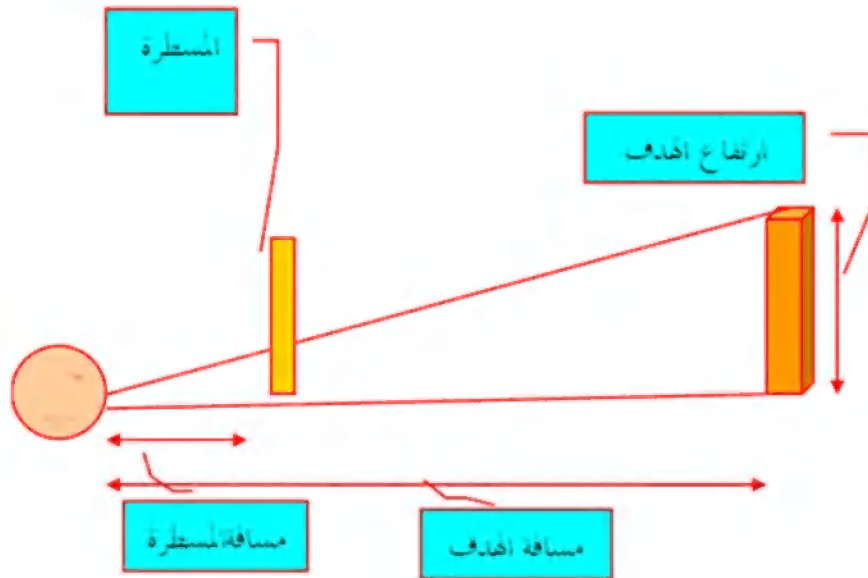 المسطرة
ارتفاع الهدف
مسافة المسطرة
مسافة الهدف